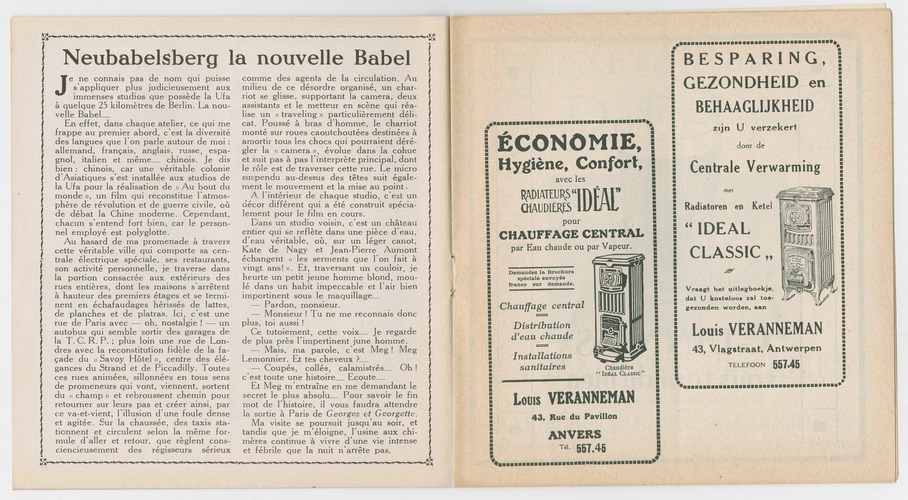 Neubabelsberg la nouvelle Babel
Je ne connais pas de nom qui puisse
s'appliquer plus judicieusement aux
immenses studios que possède la Ufa
à quelque 25 kilomètres de Berlin. La nou-
velle Babel....
En effet, dans chaque atelier, ce qui me
frappe au premier abord, c'est la diversité
des langues que l'on parle autour de moi :
allemand, français, anglais, russe, espa-
gnol, italien et même.... chinois. Je dis
bien : chinois, car une véritable colonie
d'Asiatiques s'est installée aux studios de
la Ufa pour la réalisation de « Au bout du
monde », un film qui reconstitue l'atmos-
phère de révolution et de guerre civile, où
de débat la Chine moderne. Cependant,
chacun s'entend fort bien, car le person-
nel employé est polyglotte.
Au hasard de ma promenade à travers
cette véritable ville qui comporte sa cen-
trale électrique spéciale, ses restaurants,
son activité personnelle, je traverse dans
la portion consacrée aux extérieurs des
rues entières, dont les maisons s'arrêtent
à hauteur des premiers étages et se termi-
nent en échafaudages hérissés de lattes,
de planches et de platras. Ici, c'est une
rue de Paris avec — oh, nostalgie ! — un
autobus qui semble sortir des garages de
la T. C. R. P. ; plus loin une rue de Lon-
dres avec la reconstitution fidèle de la fa-
çade du « Savoy Hôtel », centre des élé-
gances du Strand et de Piccadilly. Toutes
ces rues animées, sillonnées en tous sens
de promeneurs qui vont, viennent, sortent
du « champ » et rebroussent chemin pour
retourner sur leurs pas et créer ainsi, par
ce va-et-vient, l'illusion d'une foule dense
et agitée. Sur la chaussée, des taxis sta-
tionnent et circulent selon la même for-
mule d'aller et retour, que règlent cons-
ciencieusement des régisseurs sérieux
comme des agents de la circulation. Au
milieu de ce désordre organisé, un char-
riot se glisse, supportant la camera, deux
assistants et le metteur en scène qui réa-
lise un « traveling » particulièrement déli-
cat. Poussé à bras d'homme, le charriot
monté sur roues caoutchoutées destinées à
amortir tous les chocs qui pourraient déré-
gler la « camera », évolue dans la cohue
et suit pas à pas l'interprète principal, dont
le rôle est de traverser cette rue. Le micro
suspendu au-dessus des têtes suit égale-
ment le mouvement et la mise au point.
A l'intérieur de chaque studio, c'est un
décor différent qui a été construit spécia-
lement pour le film en cours.
Dans un studio voisin, c'est un château
entier qui se reflète dans une pièce d'eau,
d'eau véritable, où, sur un léger canot,
Kate de Nagy et Jean-Pierre Aumont
échangent « les serments que l'on fait à
vingt ans! ». Et, traversant un couloir, je
heurte un petit jeune homme blond, mou-
lé dans un habit impeccable et l'air bien
impertinent sous le maquillage....
— Pardon, monsieur.
— Monsieur ! Tu ne me reconnais donc
plus, toi aussi !
Ce tutoiement, cette voix.... Je regarde
de plus près l'impertinent jeune homme.
— Mais, ma parole, c'est Meg ! Meg
Lemonnier. Et tes cheveux ?....
— Coupés, collés, calamistrés.... Oh !
c'est toute une histoire.... Écoute....
Et Meg m'entraîne en me demandant le
secret le plus absolu.... Pour savoir le fin
mot de l'histoire, il vous faudra attendre
la sortie à Paris de Georges et Georgette.
Ma visite se poursuit jusqu'au soir, et
tandis que je m'éloigne, l'usine aux chi-
mères continue à vivre d'une vie intense
et fébrile que la nuit n'arrête pas.
ÉCONOMIE,
Hygiène, Confort,
avec les
RADIATEURS
CHAUDIÈRES "IDÉAL"
pour
CHAUFFAGE CENTRAL
par Eau chaude ou par Vapeur.
Demandez la Brochure
spéciale envoyée
franco sur demande.
Chauffage central
Distribution
d'eau chaude
Installations
sanitaires
Chaudière
"IDEAL CLASSIC"
Louis VERANNEMAN
43, Rue du Pavillon
ANVERS
Tél. 557.45
BESPARING,
GEZONDHEID en
BEHAAGLIJKHEID
zijn U verzekert
door de
Centrale Verwarming
met
Radiatoren en Ketel
" IDEAL
CLASSIC „
Vraagt het uitlegboekje,
dat U kosteloos zal toe-
gezonden worden, aan
Louis VERANNEMAN
43, Vlagstraat, Antwerpen
TELEFOON 557.45